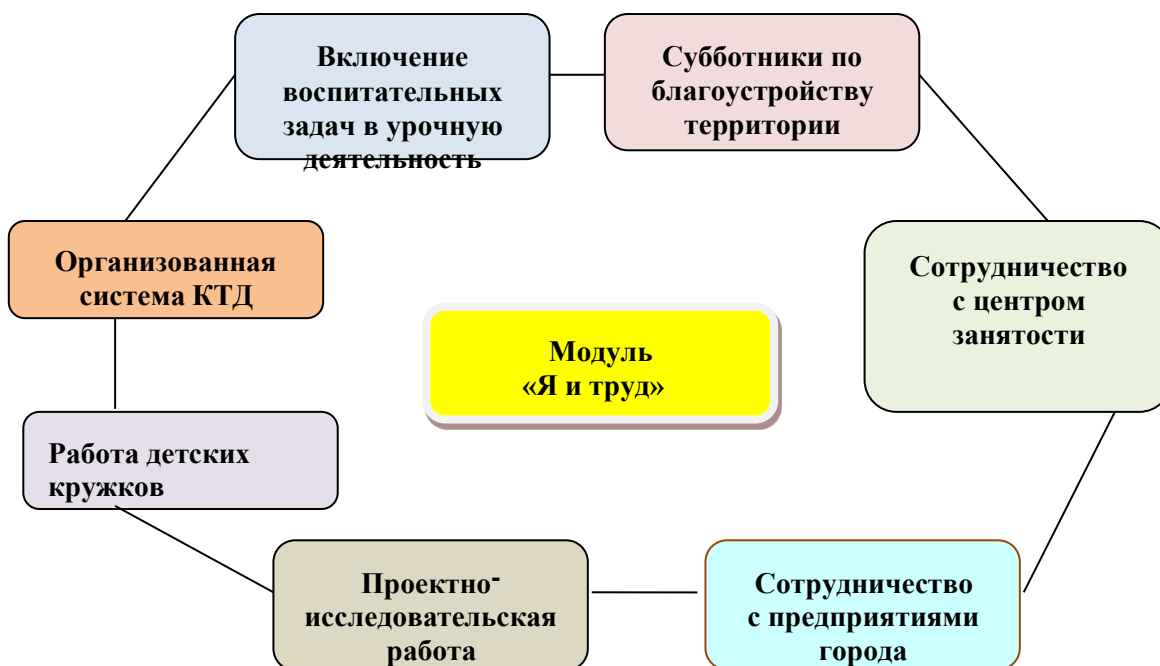 Включение
воспитательных
задач в урочную
деятельность
Субботники по
благоустройству
территории
Организованная
система КТД
Сотрудничество
с центром
занятости
Модуль
«Я и труд»
Работа детских
кружков
Проектно-
исследовательская
работа
Сотрудничество
с предприятиями
города